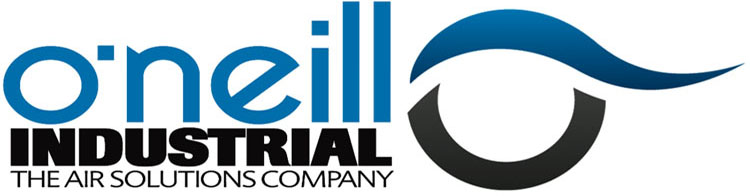 o'neill
INDUSTRIAL
THE AIR SOLUTIONS COMPANY